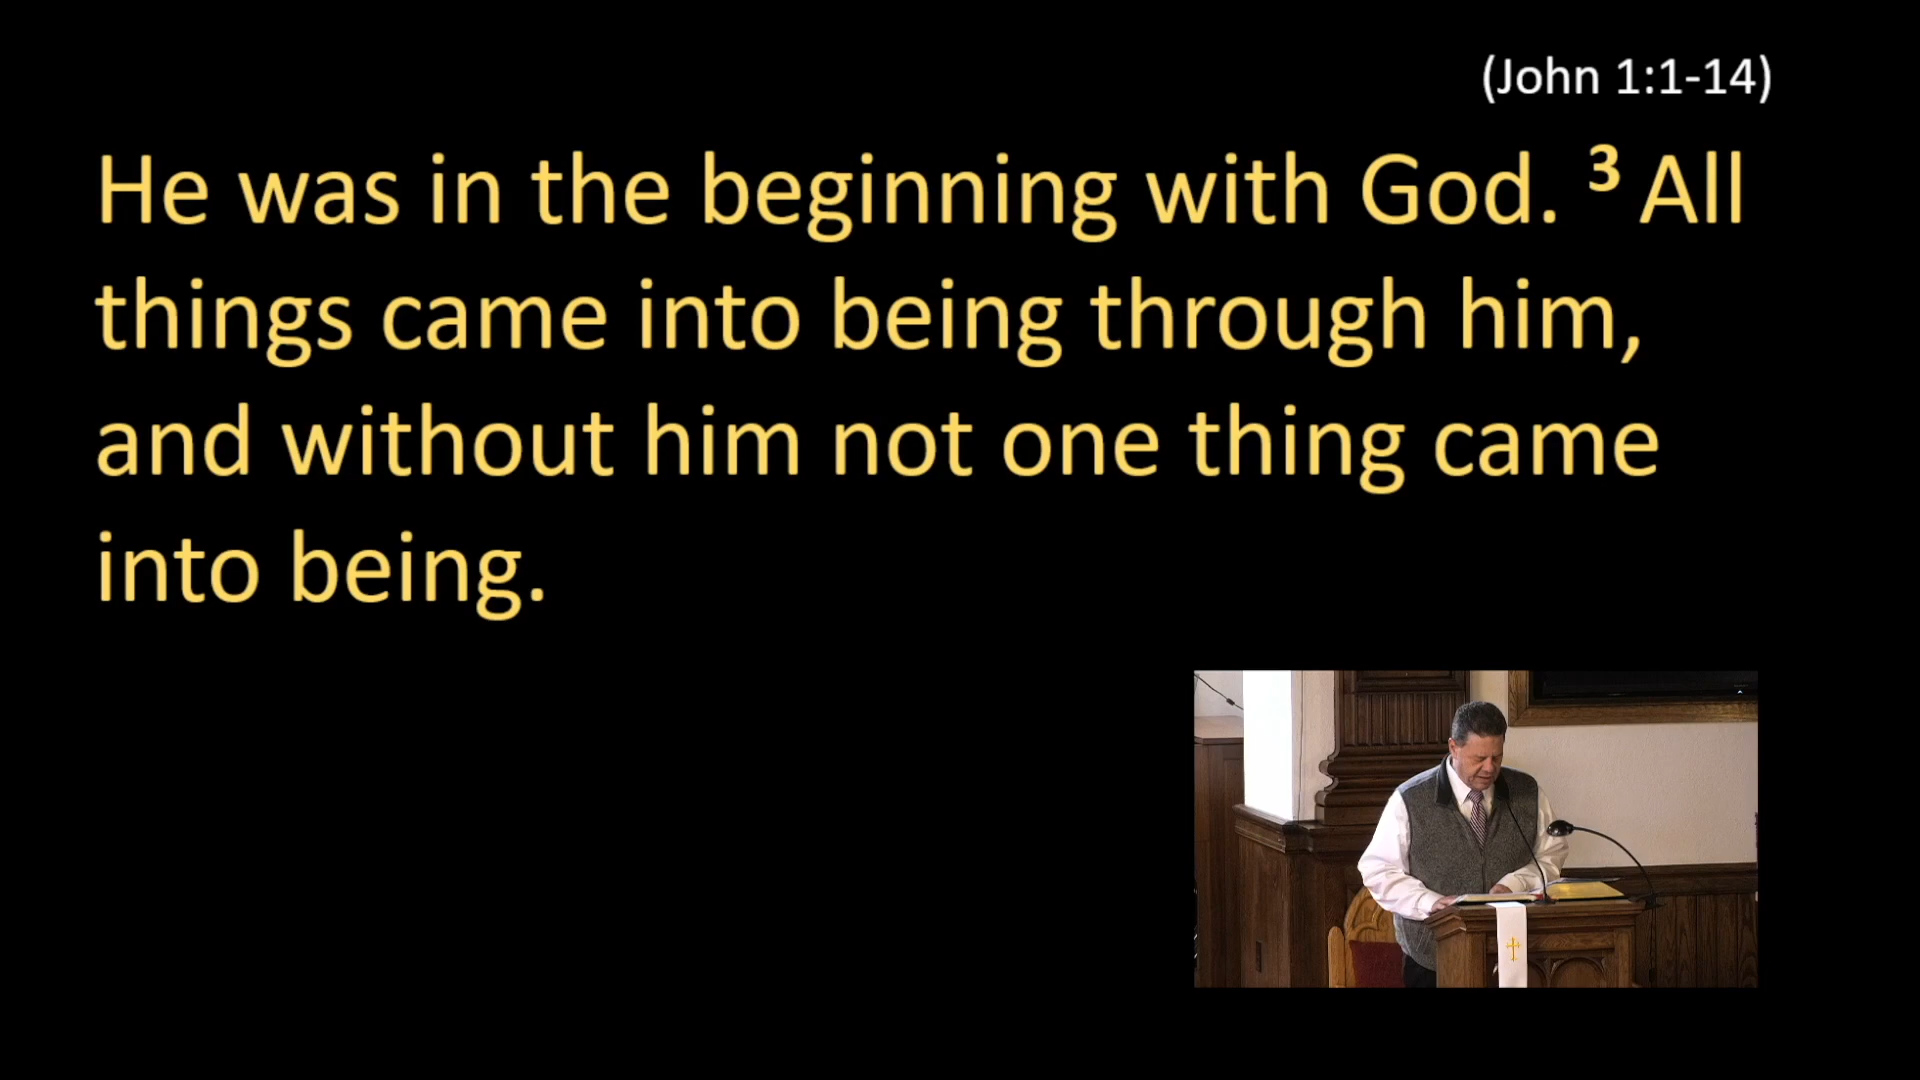 (John 1:1-14)
He was in the beginning with God. ³ All
things came into being through him,
and without him not one thing came
into being.